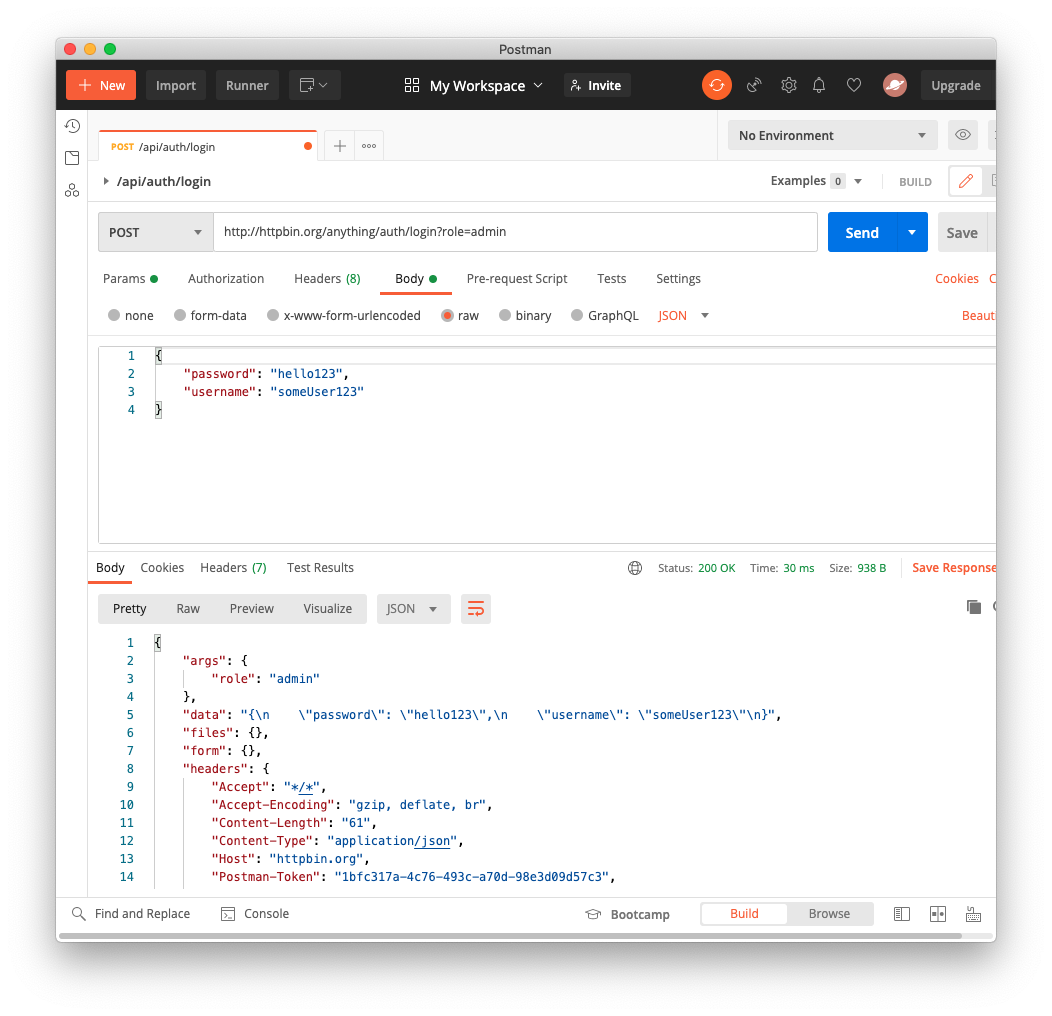 Postman
New Import Runner My Workspace Invite Upgrade
POST /api/auth/login
No Environment
/api/auth/login Examples 0 BUILD
POST http://httpbin.org/anything/auth/login?role=admin Send Save
Params Authorization Headers (8) Body Pre-request Script Tests Settings Cookies
none form-data x-www-form-urlencoded raw binary GraphQL JSON Beauti
1 {
2 "password": "hello123",
3 "username": "someUser123"
4 }
Body Cookies Headers (7) Test Results Status: 200 OK Time: 30 ms Size: 938 B Save Response
Pretty Raw Preview Visualize JSON
1 {
2 "args": {
3 "role": "admin"
4 },
5 "data": "{\n    \"password\": \"hello123\",\n    \"username\": \"someUser123\"\n}",
6 "files": {},
7 "form": {},
8 "headers": {
9 "Accept": "*/*",
10 "Accept-Encoding": "gzip, deflate, br",
11 "Content-Length": "61",
12 "Content-Type": "application/json",
13 "Host": "httpbin.org",
14 "Postman-Token": "1bfc317a-4c76-493c-a70d-98e3d09d57c3",
Find and Replace Console Bootcamp Build Browse